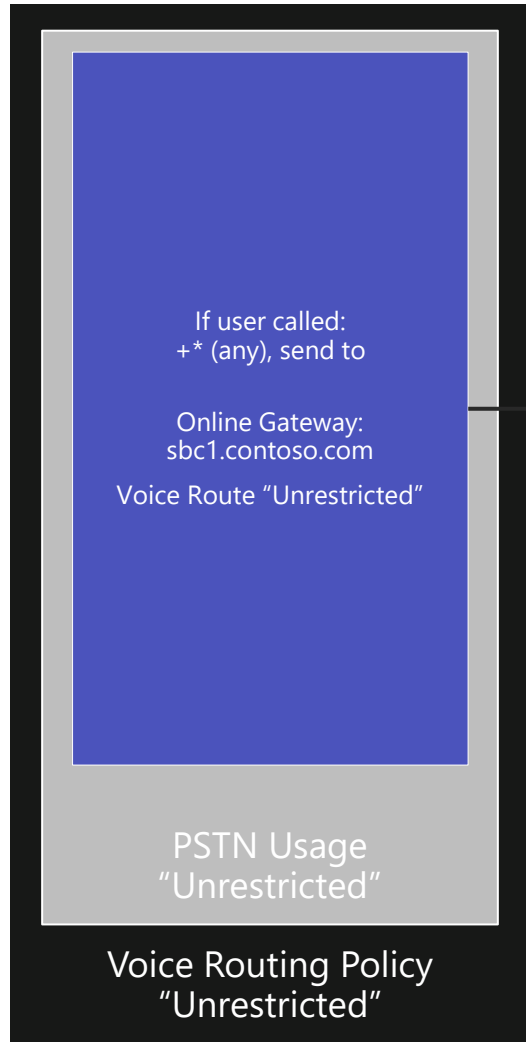 If user called:
+* (any), send to
Online Gateway:
sbc1.contoso.com
Voice Route “Unrestricted”
PSTN Usage
“Unrestricted”
Voice Routing Policy
“Unrestricted”